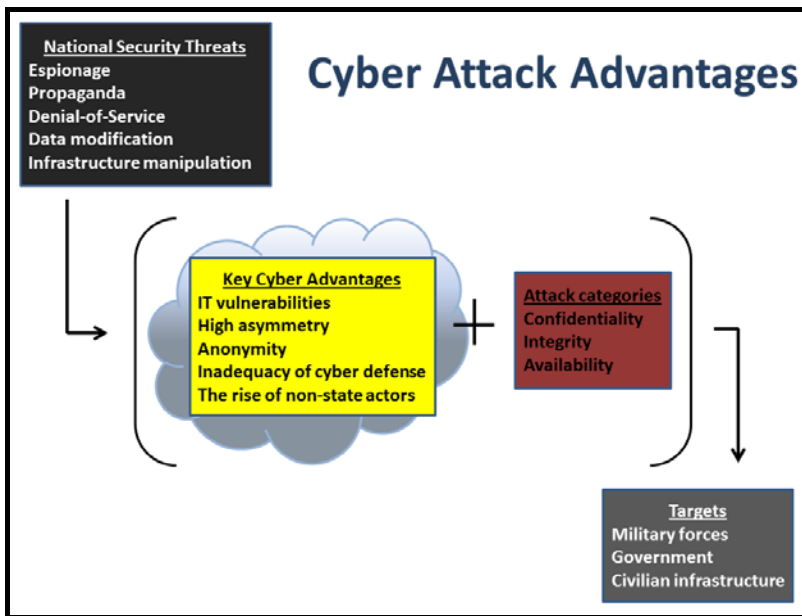 National Security Threats
Espionage
Propaganda
Denial-of-Service
Data modification
Infrastructure manipulation
Cyber Attack Advantages
Key Cyber Advantages
IT vulnerabilities
High asymmetry
Anonymity
Inadequacy of cyber defense
The rise of non-state actors
+
Attack categories
Confidentiality
Integrity
Availability
Targets
Military forces
Government
Civilian infrastructure